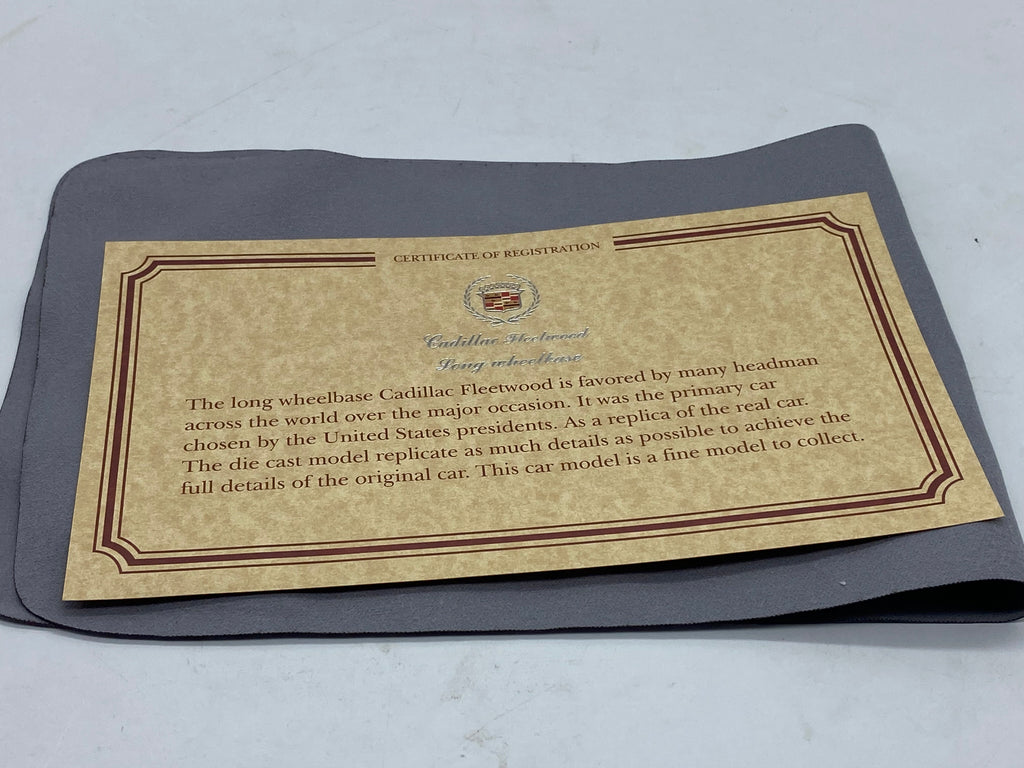 CERTIFICATE OF REGISTRATION
Cadillac Fleetwood
Long wheelbase
The long wheelbase Cadillac Fleetwood is favored by many headman
across the world over the major occasion. It was the primary car
chosen by the United States presidents. As a replica of the real car.
The die cast model replicate as much details as possible to achieve the
full details of the original car. This car model is a fine model to collect.